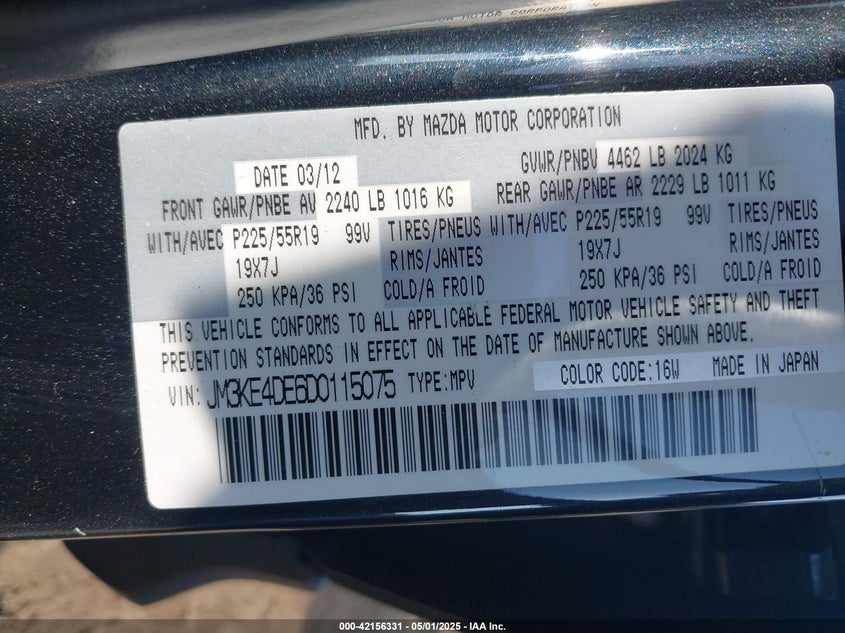 MAZDA MOTOR CORPORATION
MFD. BY MAZDA MOTOR CORPORATION
DATE 03/12 GVWR/PNBV 4462 LB 2024 KG
FRONT GAWR/PNBE AV 2240 LB 1016 KG REAR GAWR/PNBE AR 2229 LB 1011 KG
WITH/AVEC P225/55R19 99V TIRES/PNEUS WITH/AVEC P225/55R19 99V TIRES/PNEUS
19X7J RIMS/JANTES 19X7J RIMS/JANTES
250 KPA/36 PSI COLD/A FROID 250 KPA/36 PSI COLD/A FROID
THIS VEHICLE CONFORMS TO ALL APPLICABLE FEDERAL MOTOR VEHICLE SAFETY AND THEFT
PREVENTION STANDARDS IN EFFECT ON THE DATE OF MANUFACTURE SHOWN ABOVE.
VIN: JM3KE4DE6D0115075 TYPE:MPV COLOR CODE:16W MADE IN JAPAN
000-42156331 - 05/01/2025 - IAA Inc.